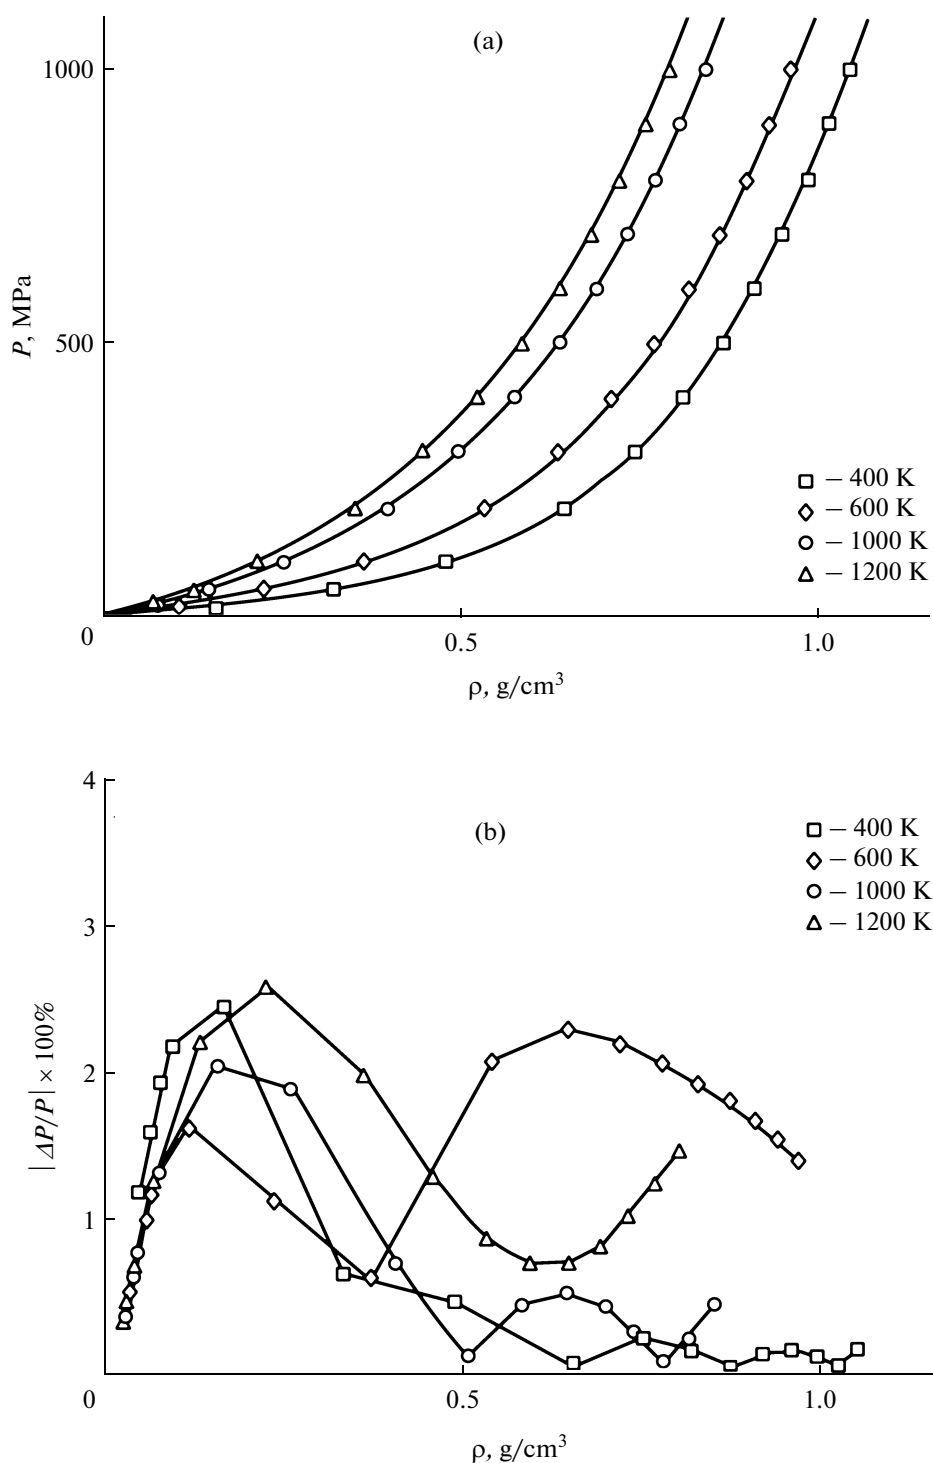 (a)
1000
P, MPa
500
– 400 K
– 600 K
– 1000 K
– 1200 K
0
0.5
1.0
ρ, g/cm³
4
(b)
– 400 K
– 600 K
– 1000 K
– 1200 K
3
|ΔP/P| × 100%
2
1
0
0.5
1.0
ρ, g/cm³